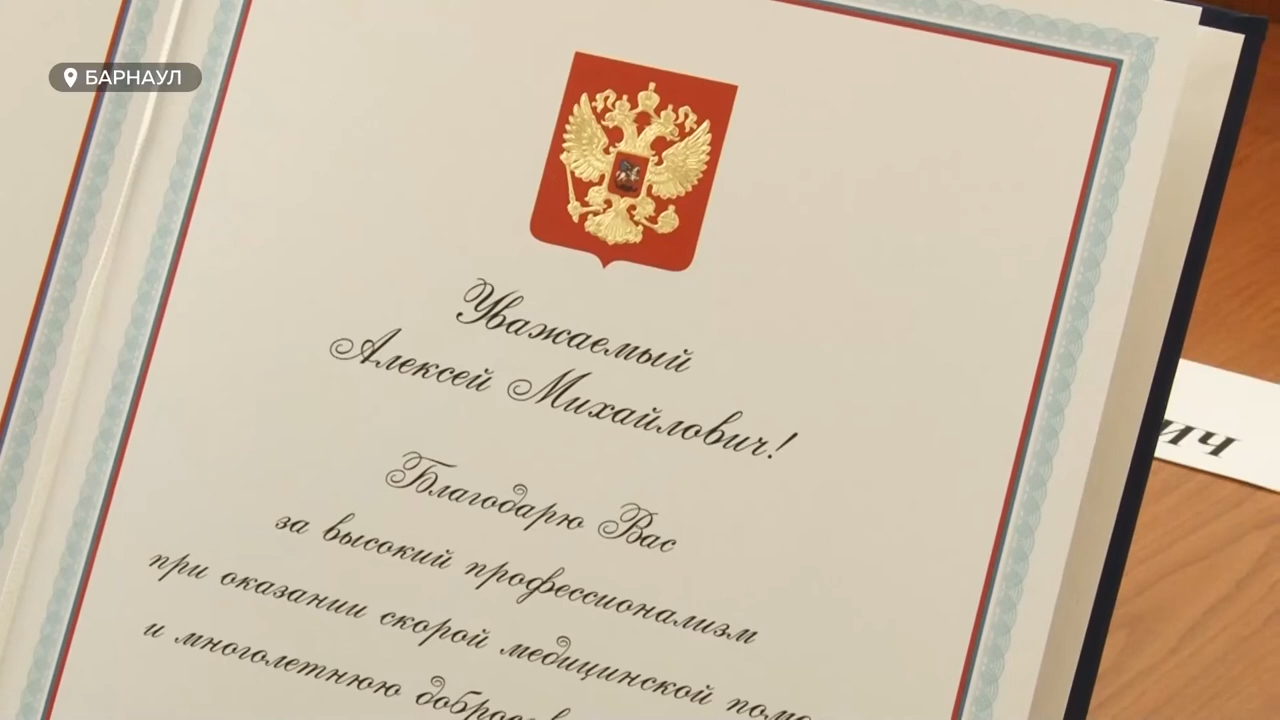 БАРНАУЛ
Уважаемый
Алексей Михайлович!
Благодарю Вас
за высокий профессионализм
при оказании скорой медицинской
и многолетнюю
ИЧ